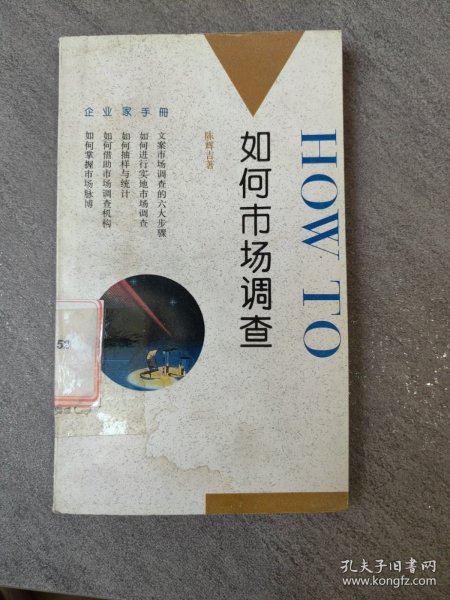 HOW TO
如何市场调查
陈辉吉著
企业家手册
文案市场调查的六大步骤
如何进行实地市场调查
如何抽样与统计
如何借助市场调查机构
如何掌握市场脉搏
53
孔夫子旧书网
www.kongfz.com